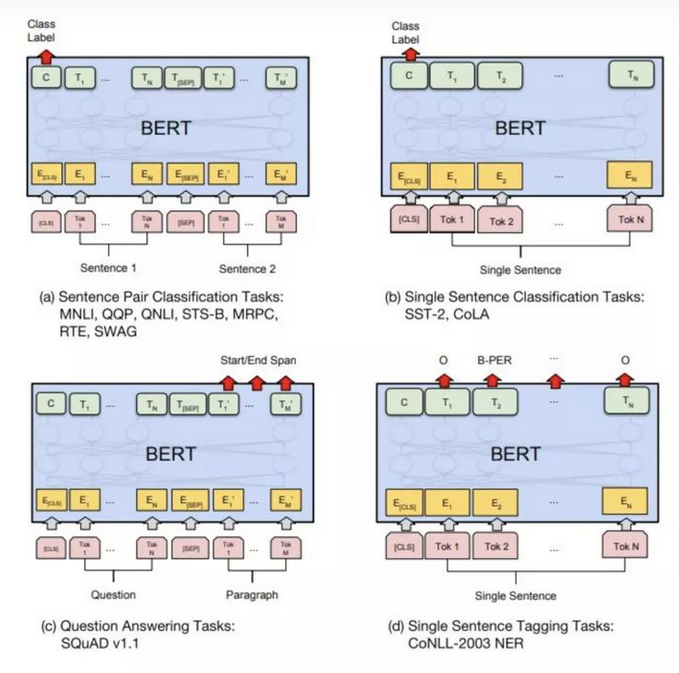 Class
Label
C T1 ... TN T[SEP] T1' ... TM'
BERT
E[CLS] E1 ... EN E[SEP] E1' ... EM'
[CLS] Tok 1 ... Tok N [SEP] Tok 1 ... Tok M
Sentence 1 Sentence 2
(a) Sentence Pair Classification Tasks:
MNLI, QQP, QNLI, STS-B, MRPC,
RTE, SWAG
Class
Label
C T1 T2 ... TN
BERT
E[CLS] E1 E2 ... EN
[CLS] Tok 1 Tok 2 ... Tok N
Single Sentence
(b) Single Sentence Classification Tasks:
SST-2, CoLA
Start/End Span
C T1 ... TN T[SEP] T1' ... TM'
BERT
E[CLS] E1 ... EN E[SEP] E1' ... EM'
[CLS] Tok 1 ... Tok N [SEP] Tok 1 ... Tok M
Question Paragraph
(c) Question Answering Tasks:
SQuAD v1.1
O B-PER ... O
C T1 T2 ... TN
BERT
E[CLS] E1 E2 ... EN
[CLS] Tok 1 Tok 2 ... Tok N
Single Sentence
(d) Single Sentence Tagging Tasks:
CoNLL-2003 NER